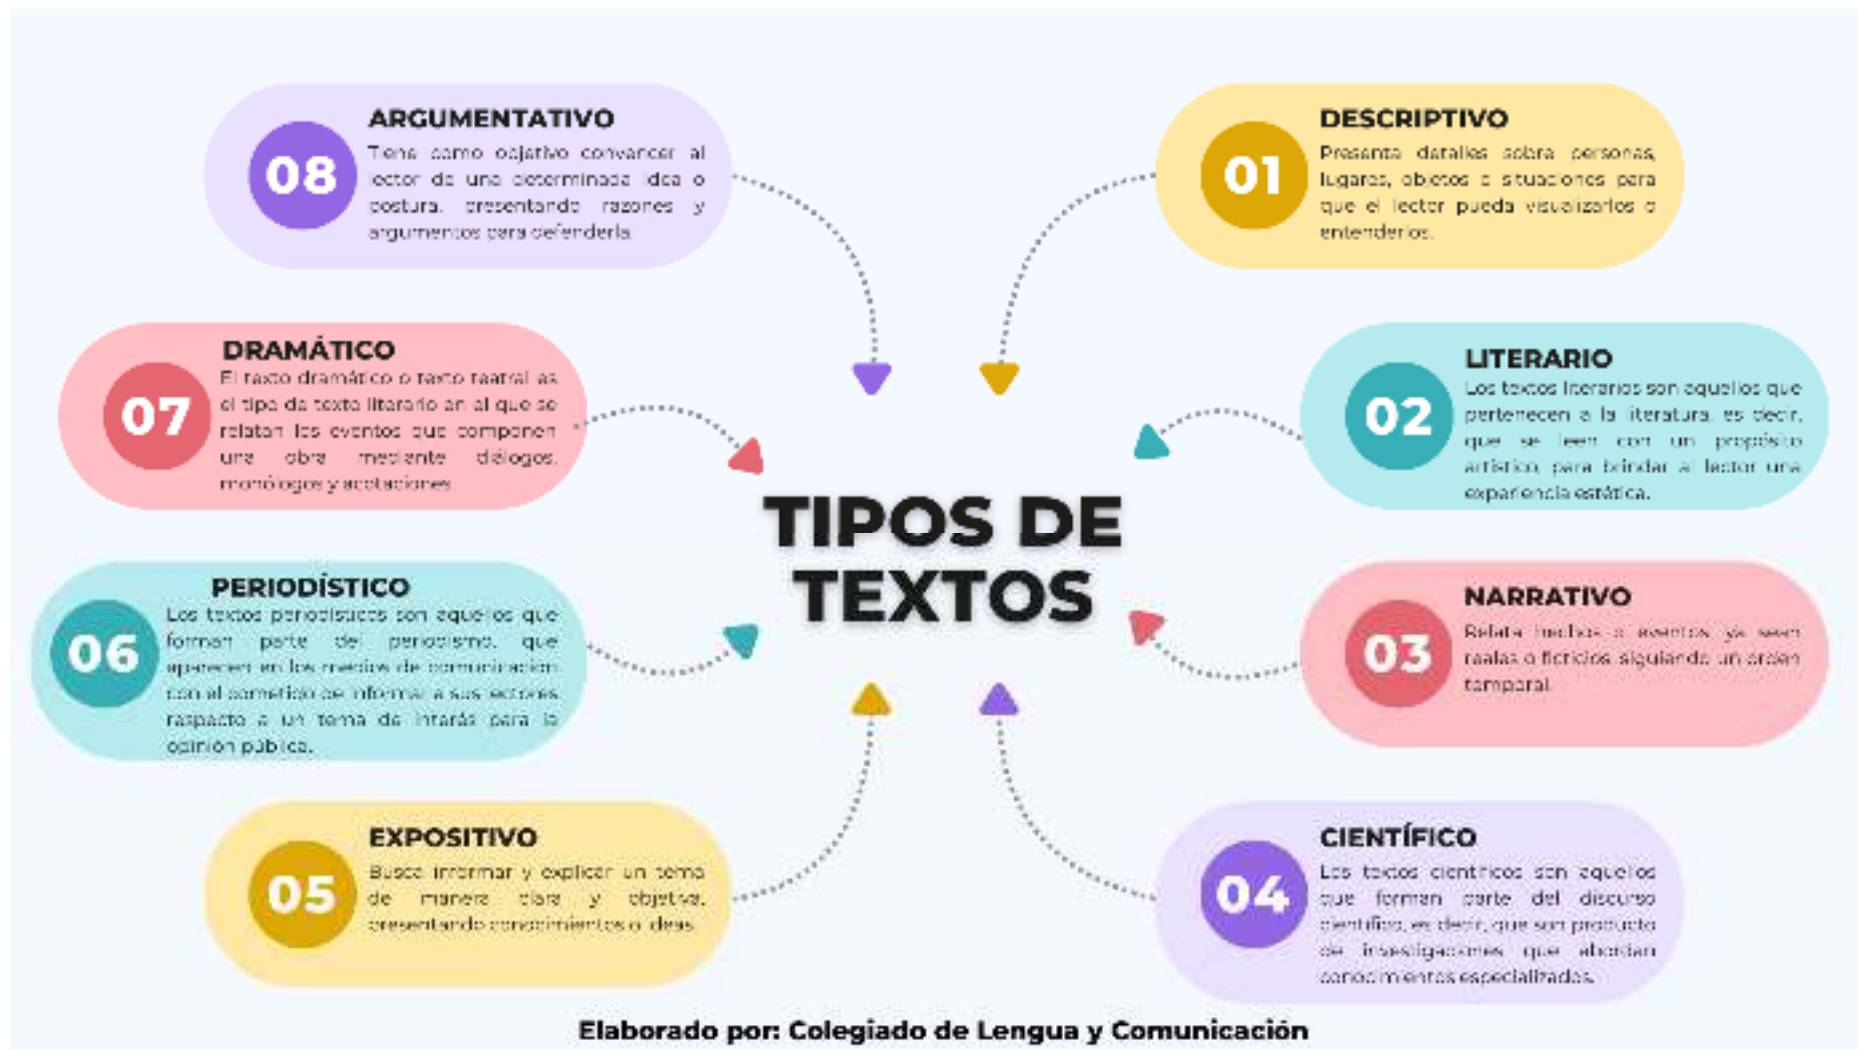 TIPOS DE
TEXTOS
01
DESCRIPTIVO
Presenta detalles sobre personas,
lugares, objetos o situaciones para
que el lector pueda visualizarlos o
entenderlos.
02
LITERARIO
Los textos literarios son aquellos que
pertenecen a la literatura, es decir,
que se leen con un propósito
artístico, para brindar al lector una
experiencia estética.
03
NARRATIVO
Relata hechos o eventos, ya sean
reales o ficticios, siguiendo un orden
temporal.
04
CIENTÍFICO
Los textos científicos son aquellos
que forman parte del discurso
científico, es decir, que son producto
de investigaciones que abordan
conocimientos especializados.
05
EXPOSITIVO
Busca informar y explicar un tema
de manera clara y objetiva,
presentando conocimientos o ideas.
06
PERIODÍSTICO
Los textos periodísticos son aquellos que
forman parte del periodismo, que
aparecen en los medios de comunicación
con el cometido de informar a sus lectores
respecto a un tema de interés para la
opinión pública.
07
DRAMÁTICO
El texto dramático o texto teatral es
el tipo de texto literario en el que se
relatan los eventos que componen
una obra mediante diálogos,
monólogos y acotaciones.
08
ARGUMENTATIVO
Tiene como objetivo convencer al
lector de una determinada idea o
postura, presentando razones y
argumentos para defenderla.
Elaborado por: Colegiado de Lengua y Comunicación